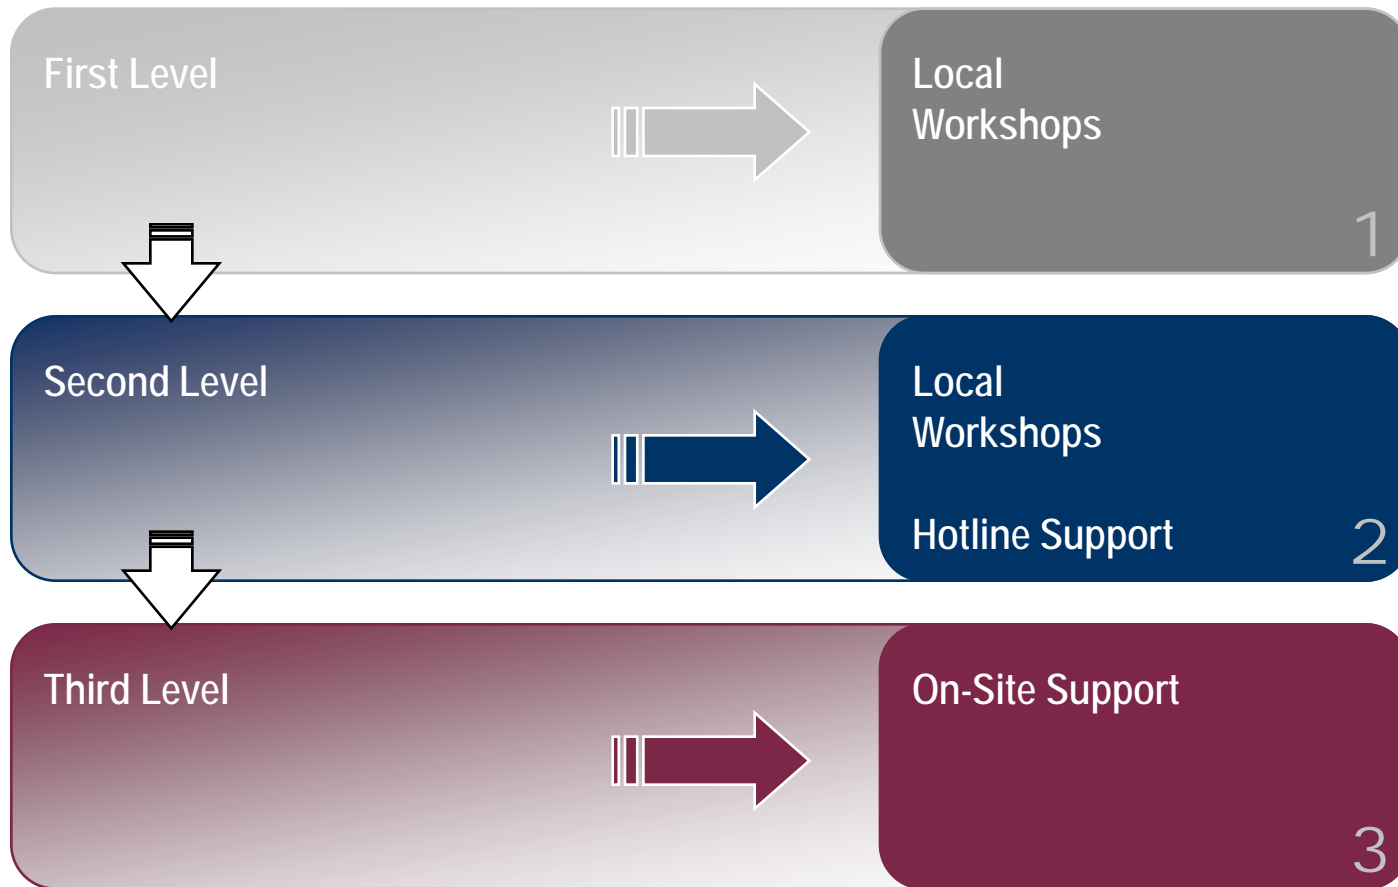 First Level
Local
Workshops
1
Second Level
Local
Workshops
Hotline Support
2
Third Level
On-Site Support
3